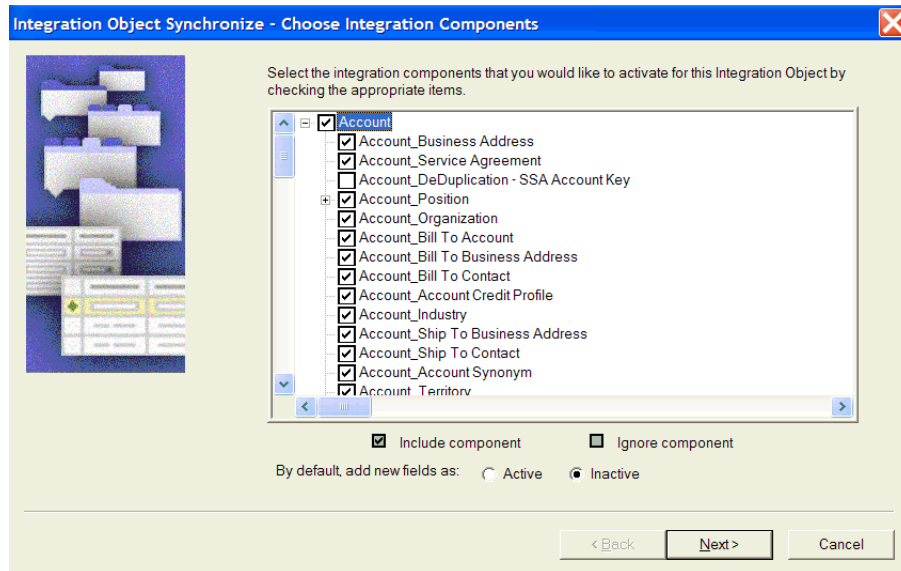 Integration Object Synchronize - Choose Integration Components
Select the integration components that you would like to activate for this Integration Object by
checking the appropriate items.
Account
Account_Business Address
Account_Service Agreement
Account_DeDuplication - SSA Account Key
Account_Position
Account_Organization
Account_Bill To Account
Account_Bill To Business Address
Account_Bill To Contact
Account_Account Credit Profile
Account_Industry
Account_Ship To Business Address
Account_Ship To Contact
Account_Account Synonym
Account_Territory
Include component Ignore component
By default, add new fields as: Active Inactive
< Back Next > Cancel